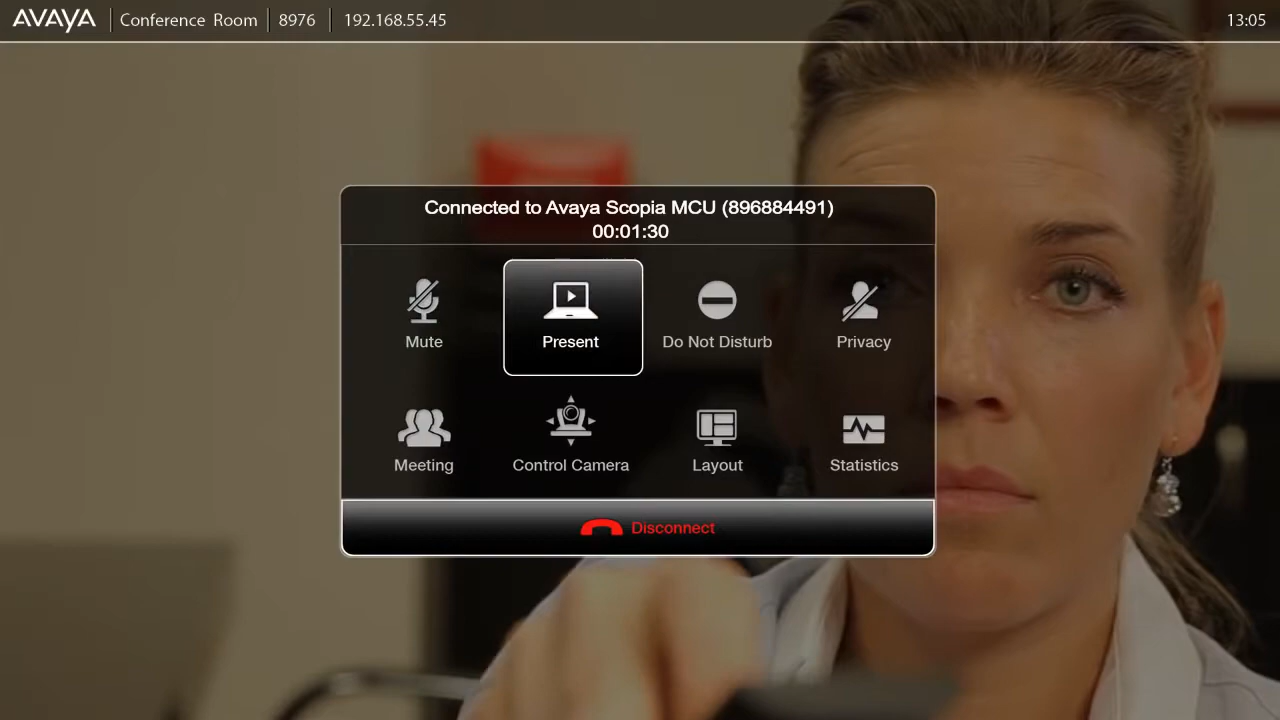 AVAYA Conference Room 8976 192.168.55.45 13:05
Connected to Avaya Scopia MCU (896884491)
00:01:30
Mute Present Do Not Disturb Privacy
Meeting Control Camera Layout Statistics
Disconnect